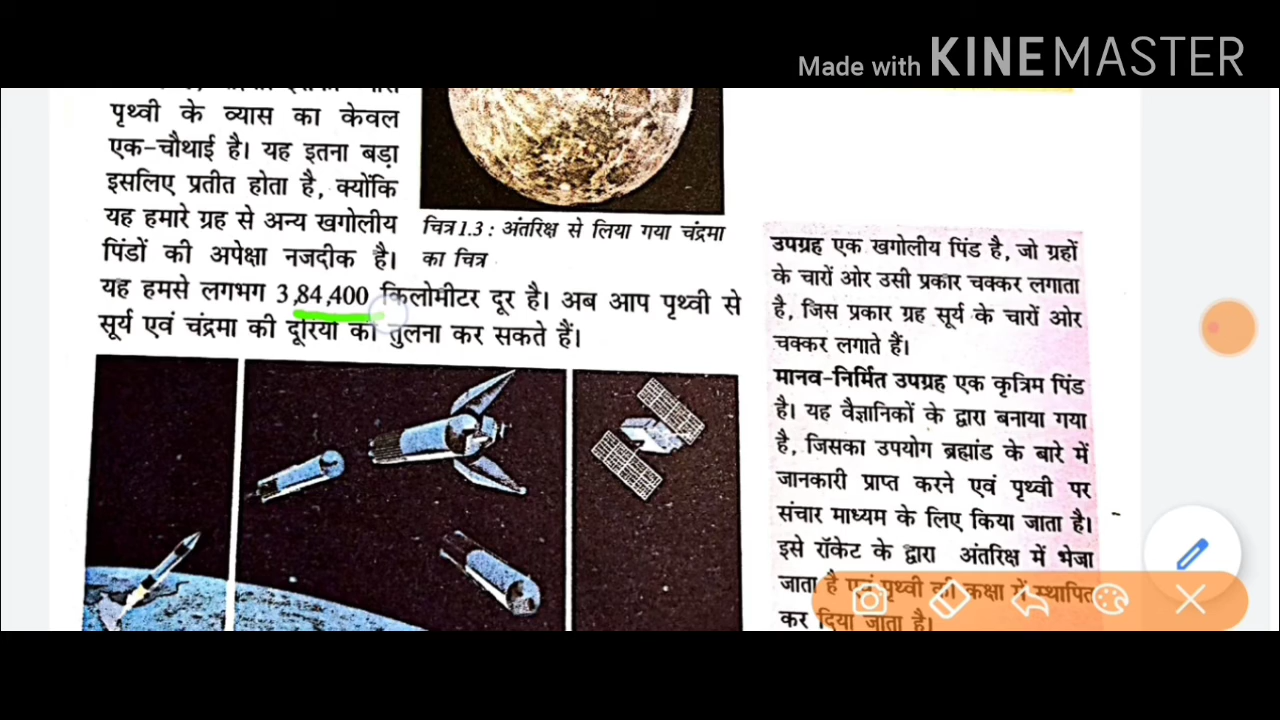 Made with KINEMASTER
पृथ्वी के व्यास का केवल
एक-चौथाई है। यह इतना बड़ा
इसलिए प्रतीत होता है, क्योंकि
यह हमारे ग्रह से अन्य खगोलीय
पिंडों की अपेक्षा नजदीक है।
यह हमसे लगभग 3,84,400 किलोमीटर दूर है। अब आप पृथ्वी से
सूर्य एवं चंद्रमा की दूरियों की तुलना कर सकते हैं।
चित्र 1.3 : अंतरिक्ष से लिया गया चंद्रमा
का चित्र
उपग्रह एक खगोलीय पिंड है, जो ग्रहों
के चारों ओर उसी प्रकार चक्कर लगाता
है, जिस प्रकार ग्रह सूर्य के चारों ओर
चक्कर लगाते हैं।
मानव-निर्मित उपग्रह एक कृत्रिम पिंड
है। यह वैज्ञानिकों के द्वारा बनाया गया
है, जिसका उपयोग ब्रह्मांड के बारे में
जानकारी प्राप्त करने एवं पृथ्वी पर
संचार माध्यम के लिए किया जाता है।
इसे रॉकेट के द्वारा अंतरिक्ष में भेजा
जाता है एवं पृथ्वी की कक्षा में स्थापित
कर दिया जाता है।